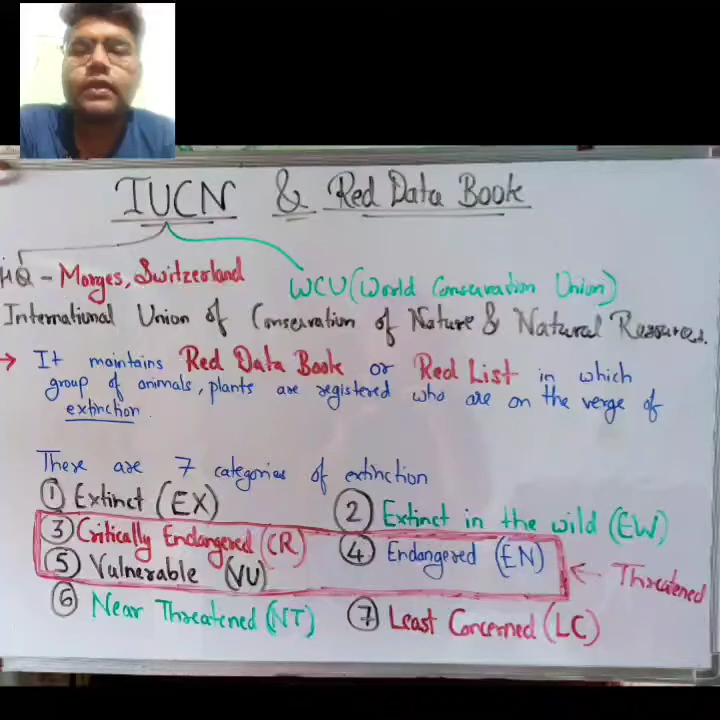 IUCN & Red Data Book
HQ - Morges, Switzerland
WCU (World Conservation Union)
International Union of Conservation of Nature & Natural Resources.
→ It maintains Red Data Book or Red List in which
group of animals, plants are registered who are on the verge of
extinction.
There are 7 categories of extinction
① Extinct (EX)
② Extinct in the wild (EW)
③ Critically Endangered (CR)
④ Endangered (EN)
⑤ Vulnerable (VU)
← Threatened
⑥ Near Threatened (NT)
⑦ Least Concerned (LC)